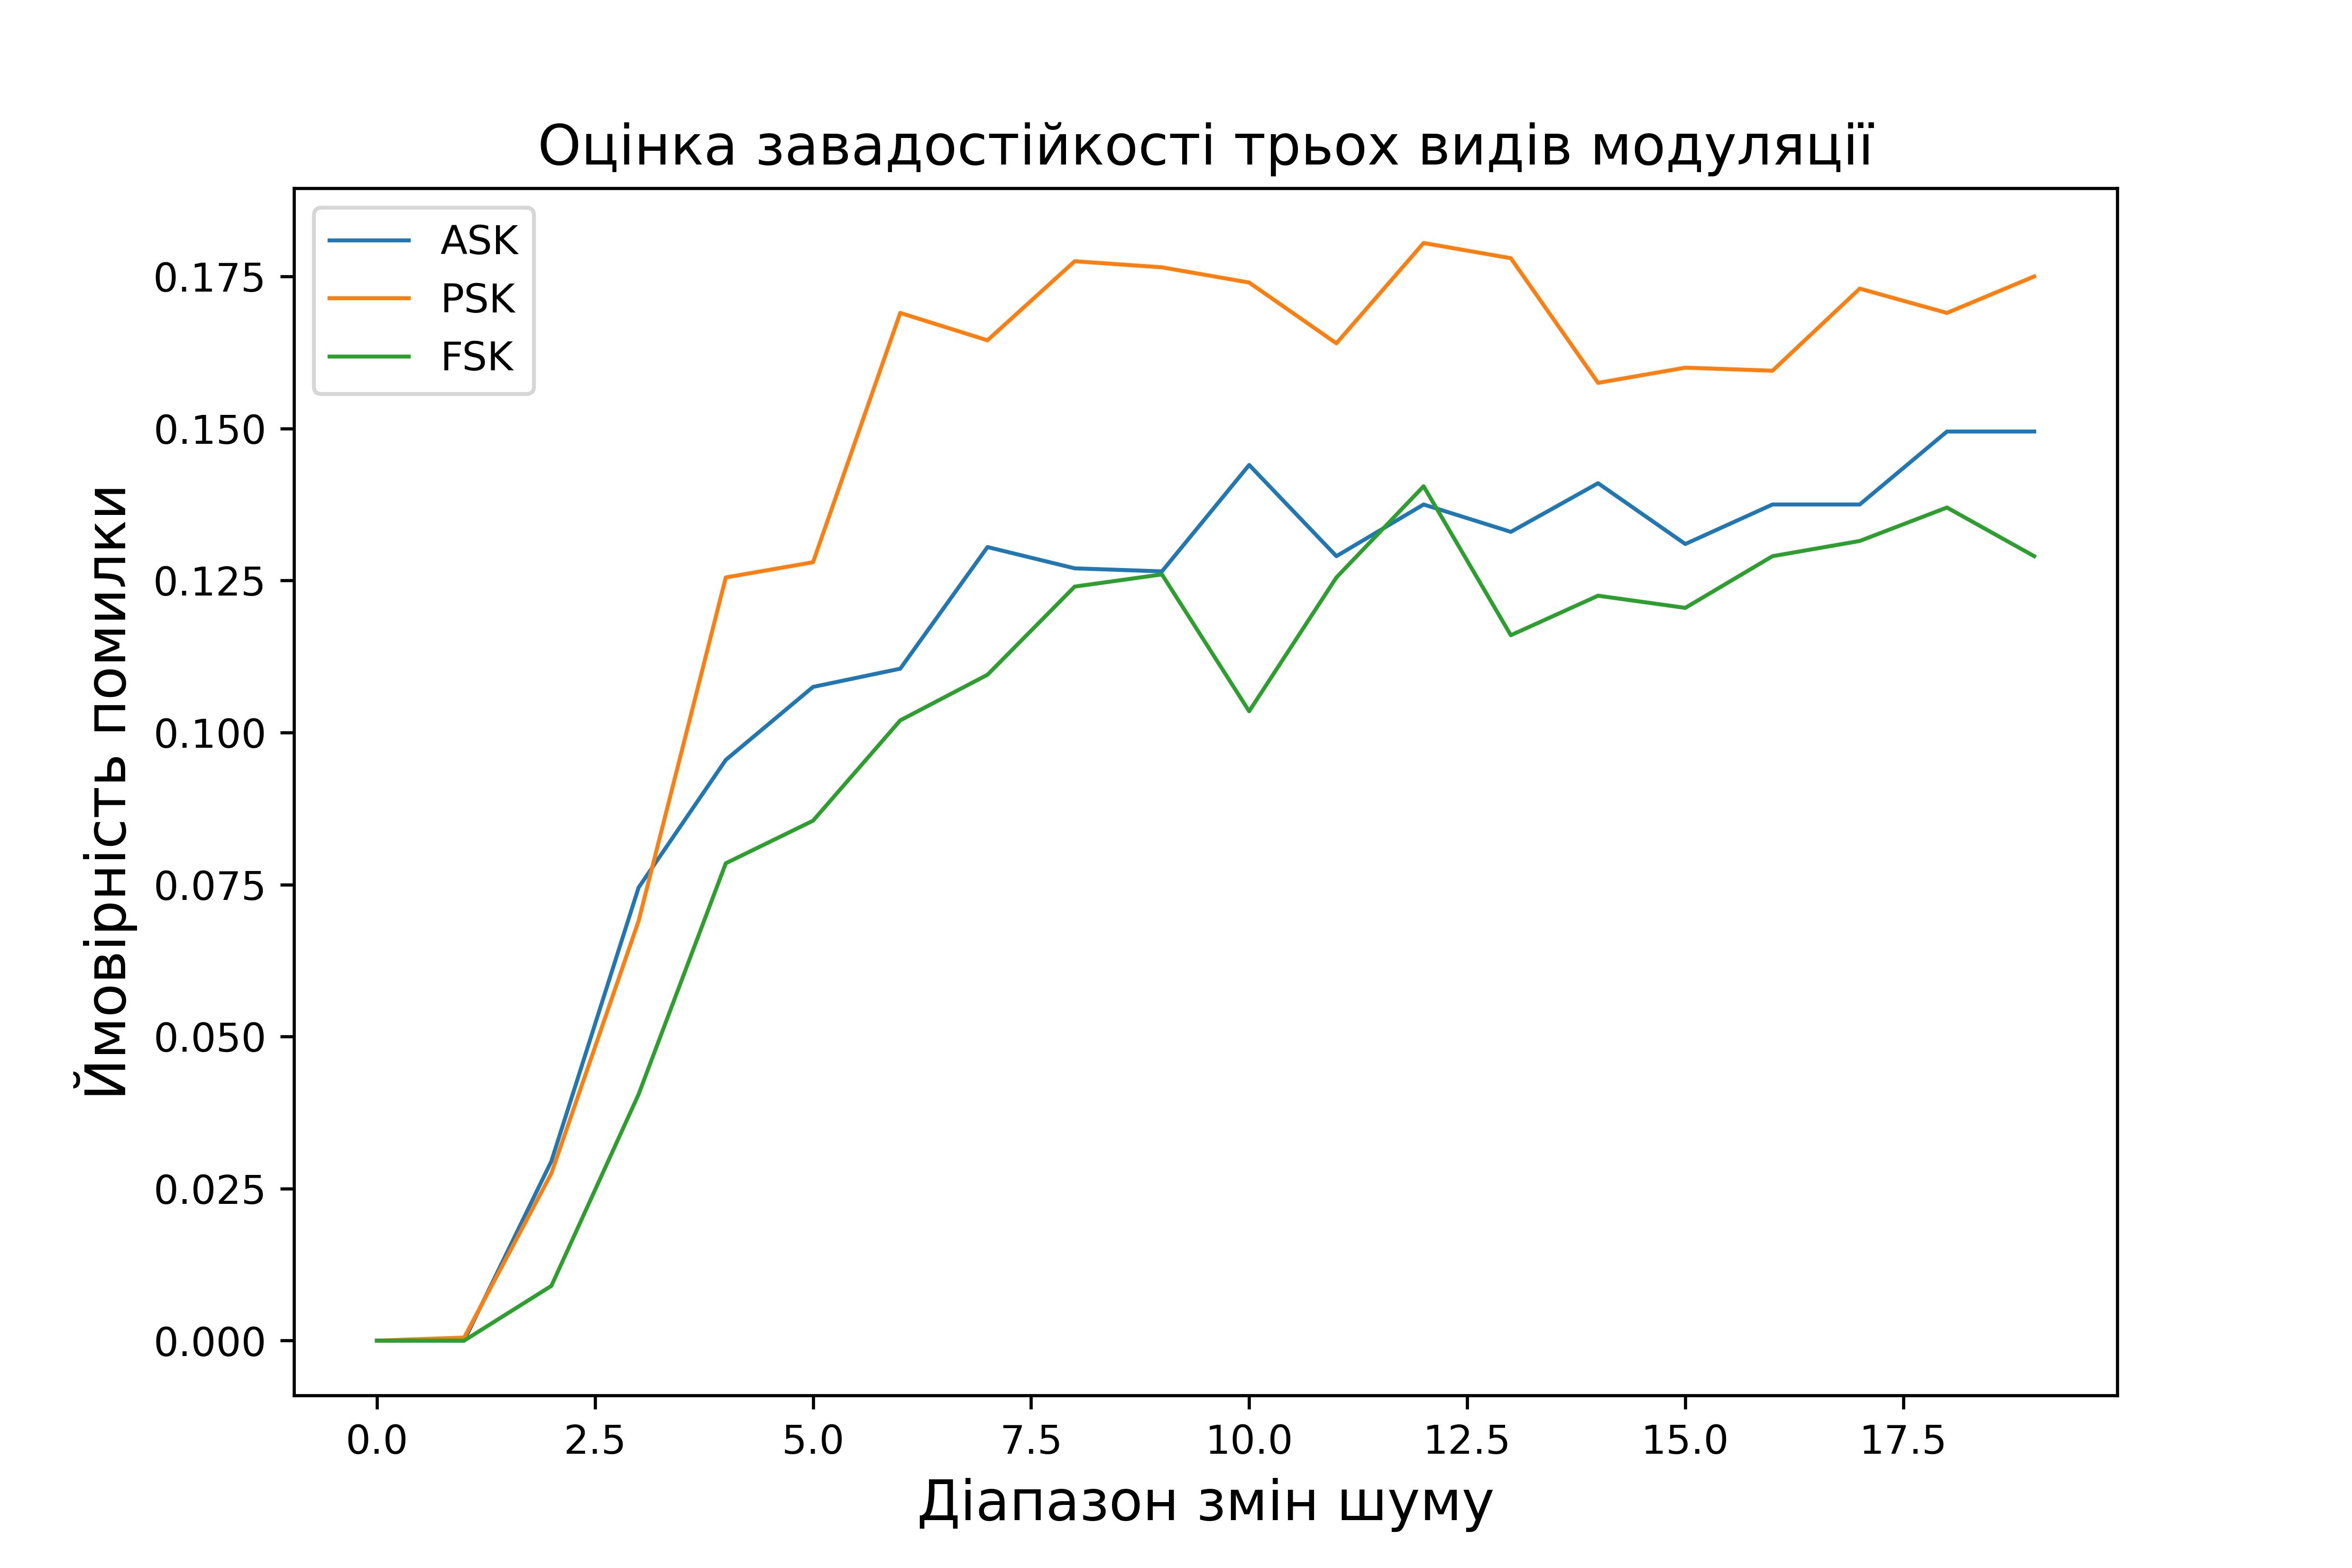 Оцінка завадостійкості трьох видів модуляції
ASK
PSK
FSK
Ймовірність помилки
0.175
0.150
0.125
0.100
0.075
0.050
0.025
0.000
0.0 2.5 5.0 7.5 10.0 12.5 15.0 17.5
Діапазон змін шуму